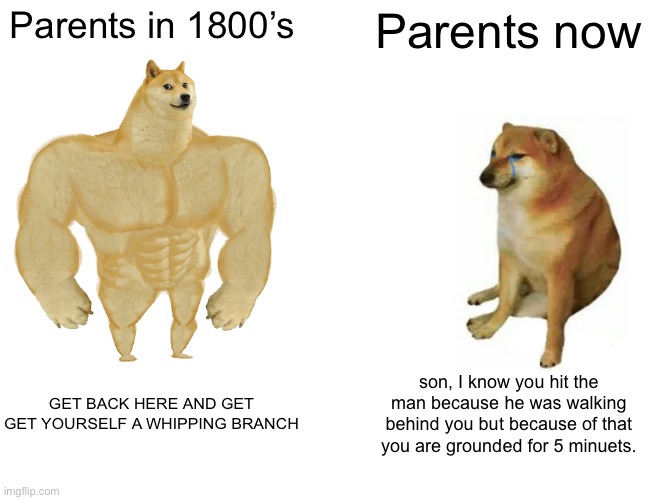 Parents in 1800’s
Parents now
GET BACK HERE AND GET
GET YOURSELF A WHIPPING BRANCH
son, I know you hit the
man because he was walking
behind you but because of that
you are grounded for 5 minuets.
imgflip.com